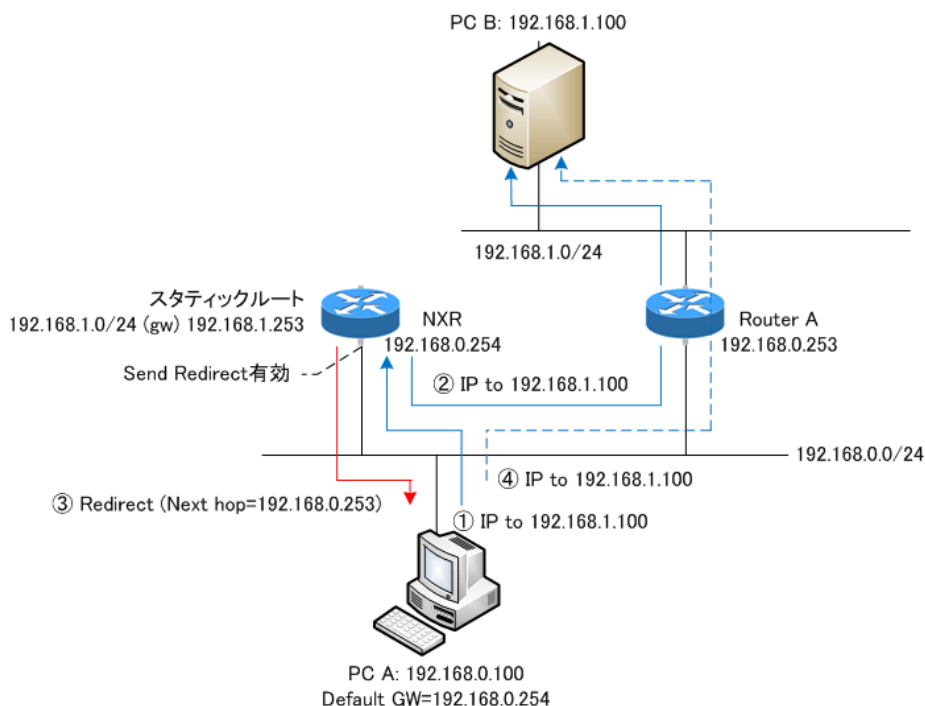 PC B: 192.168.1.100
192.168.1.0/24
スタティックルート
192.168.1.0/24 (gw) 192.168.1.253
NXR
192.168.0.254
Router A
192.168.0.253
Send Redirect有効
② IP to 192.168.1.100
192.168.0.0/24
④ IP to 192.168.1.100
③ Redirect (Next hop=192.168.0.253)
① IP to 192.168.1.100
PC A: 192.168.0.100
Default GW=192.168.0.254